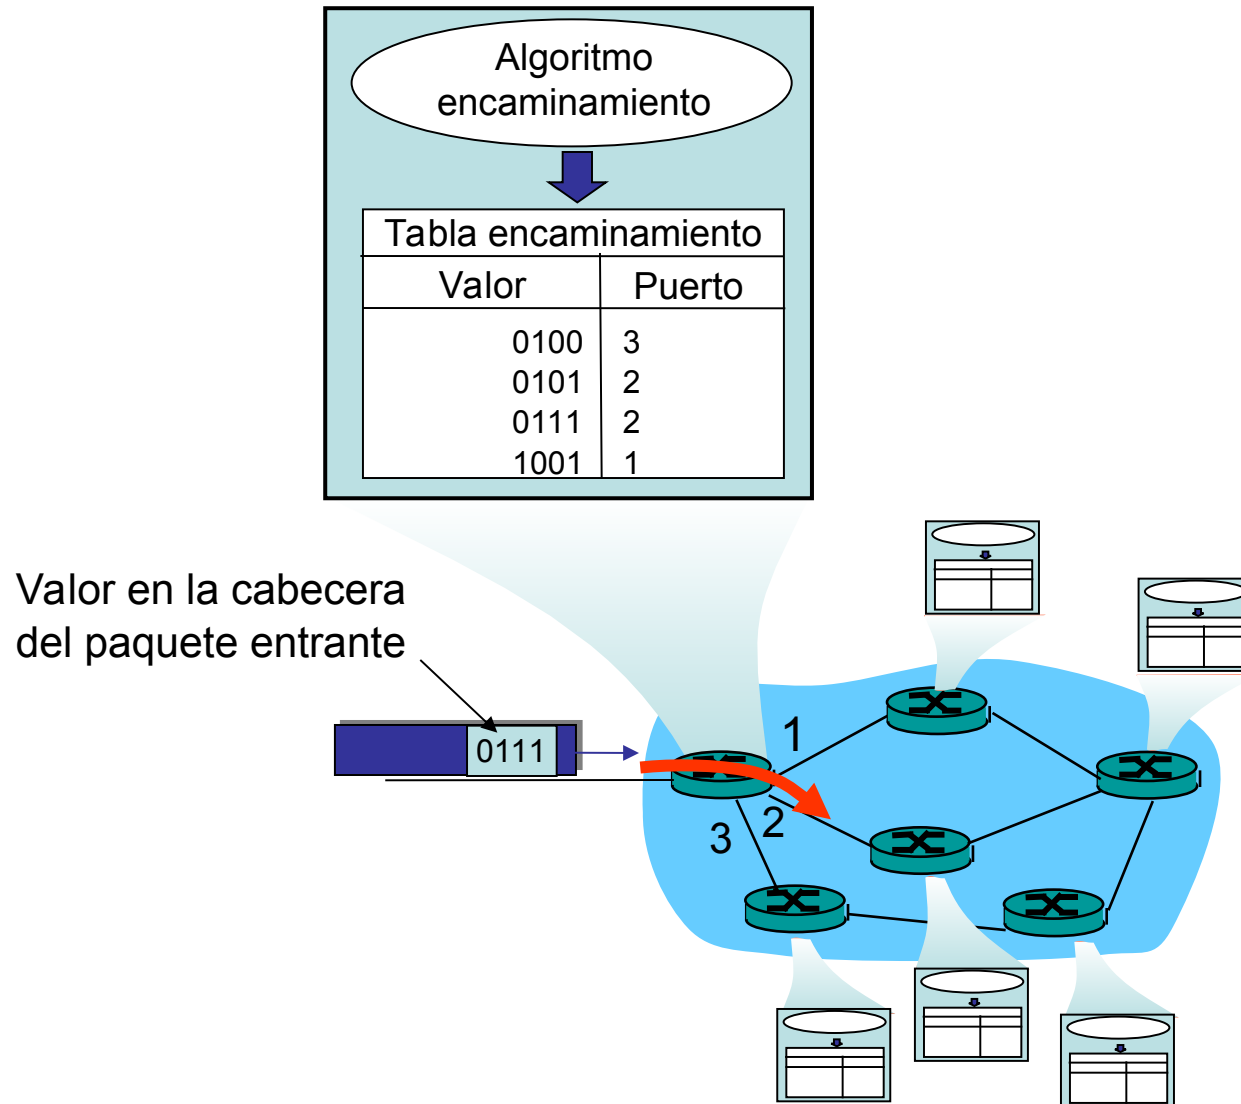 Algoritmo
encaminamiento
Tabla encaminamiento
Valor Puerto
0100 3
0101 2
0111 2
1001 1
Valor en la cabecera
del paquete entrante
0111
1
2
3